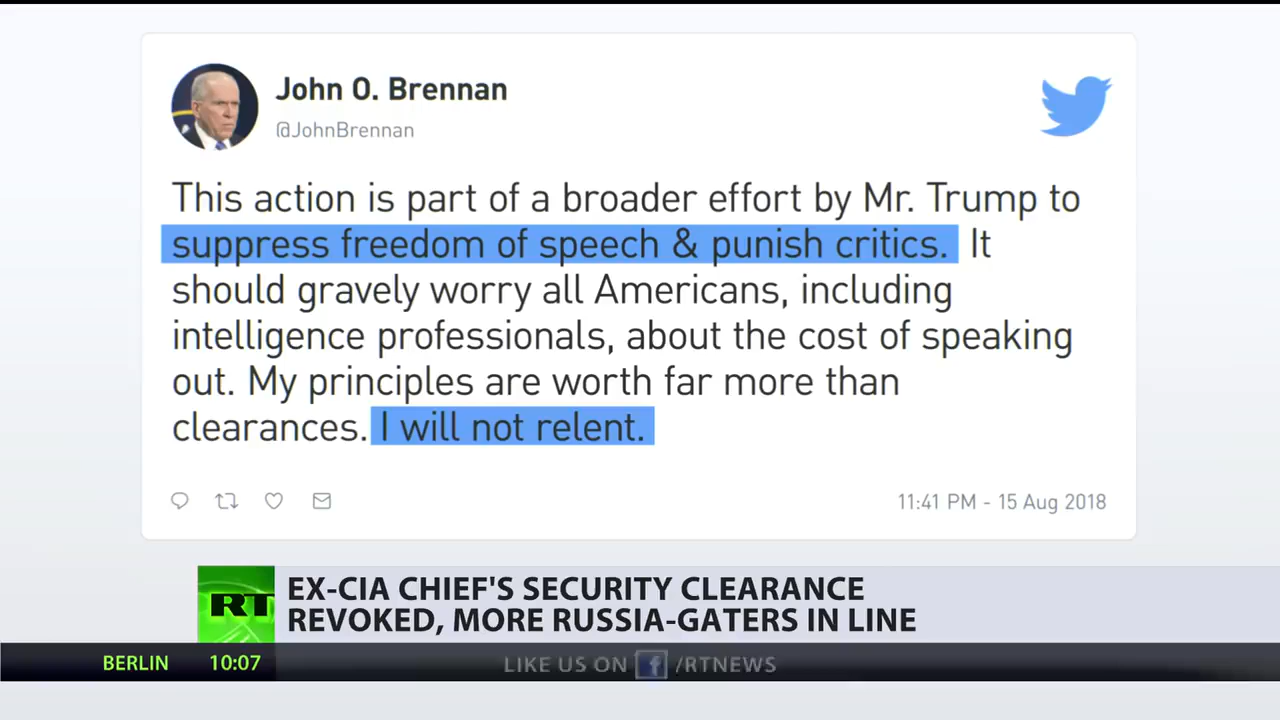 John O. Brennan
@JohnBrennan
This action is part of a broader effort by Mr. Trump to
suppress freedom of speech & punish critics. It
should gravely worry all Americans, including
intelligence professionals, about the cost of speaking
out. My principles are worth far more than
clearances. I will not relent.
11:41 PM - 15 Aug 2018
RT
EX-CIA CHIEF'S SECURITY CLEARANCE
REVOKED, MORE RUSSIA-GATERS IN LINE
BERLIN 10:07 LIKE US ON f /RTNEWS